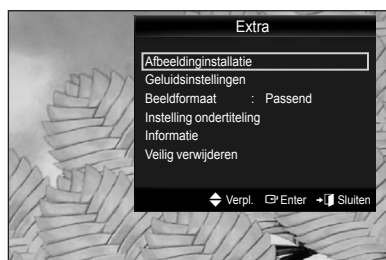 Extra
Afbeeldinginstallatie
Geluidsinstellingen
Beeldformaat : Passend
Instelling ondertiteling
Informatie
Veilig verwijderen
Verpl. Enter Sluiten